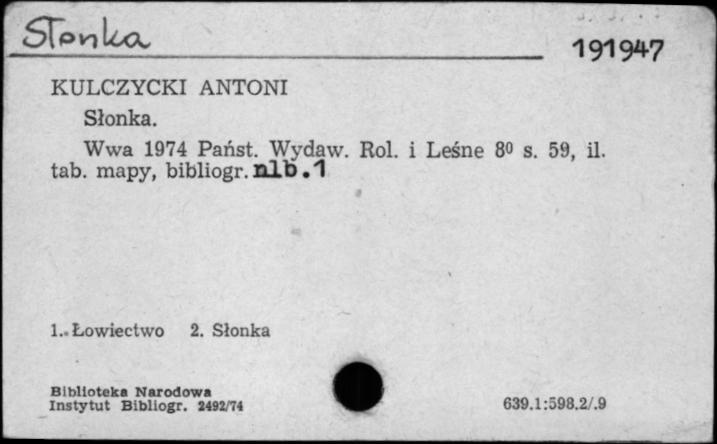 Słonka
191947
KULCZYCKI ANTONI
Słonka.
Wwa 1974 Państ. Wydaw. Rol. i Leśne 8⁰ s. 59, il.
tab. mapy, bibliogr. nlb.1
1. Łowiectwo 2. Słonka
Biblioteka Narodowa
Instytut Bibliogr. 2492/74
639.1:598.2/.9